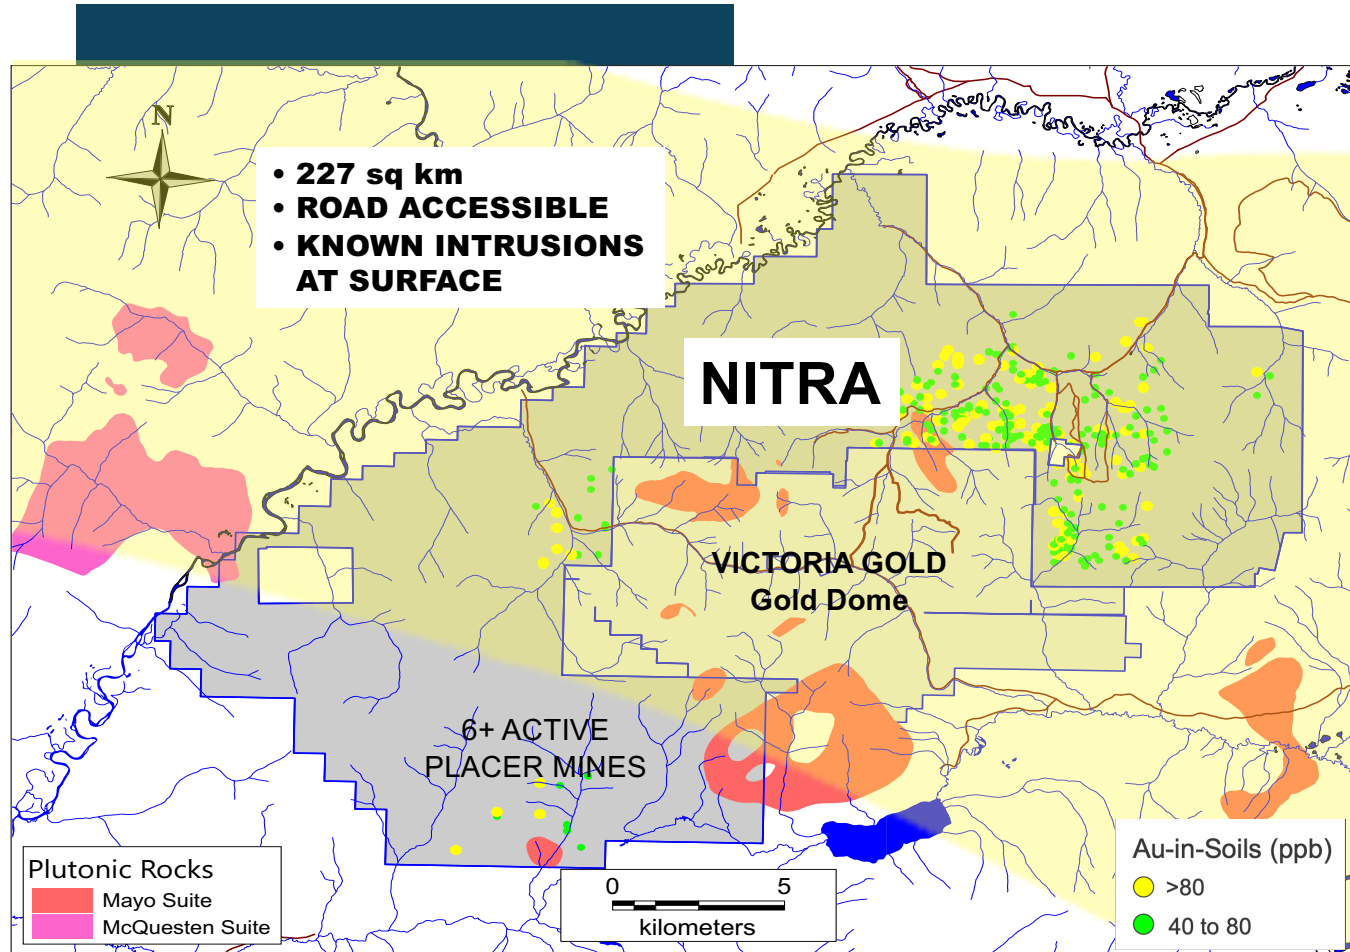 N
• 227 sq km
• ROAD ACCESSIBLE
• KNOWN INTRUSIONS
AT SURFACE
NITRA
VICTORIA GOLD
Gold Dome
6+ ACTIVE
PLACER MINES
Plutonic Rocks
Mayo Suite
McQuesten Suite
0 5
kilometers
Au-in-Soils (ppb)
>80
40 to 80